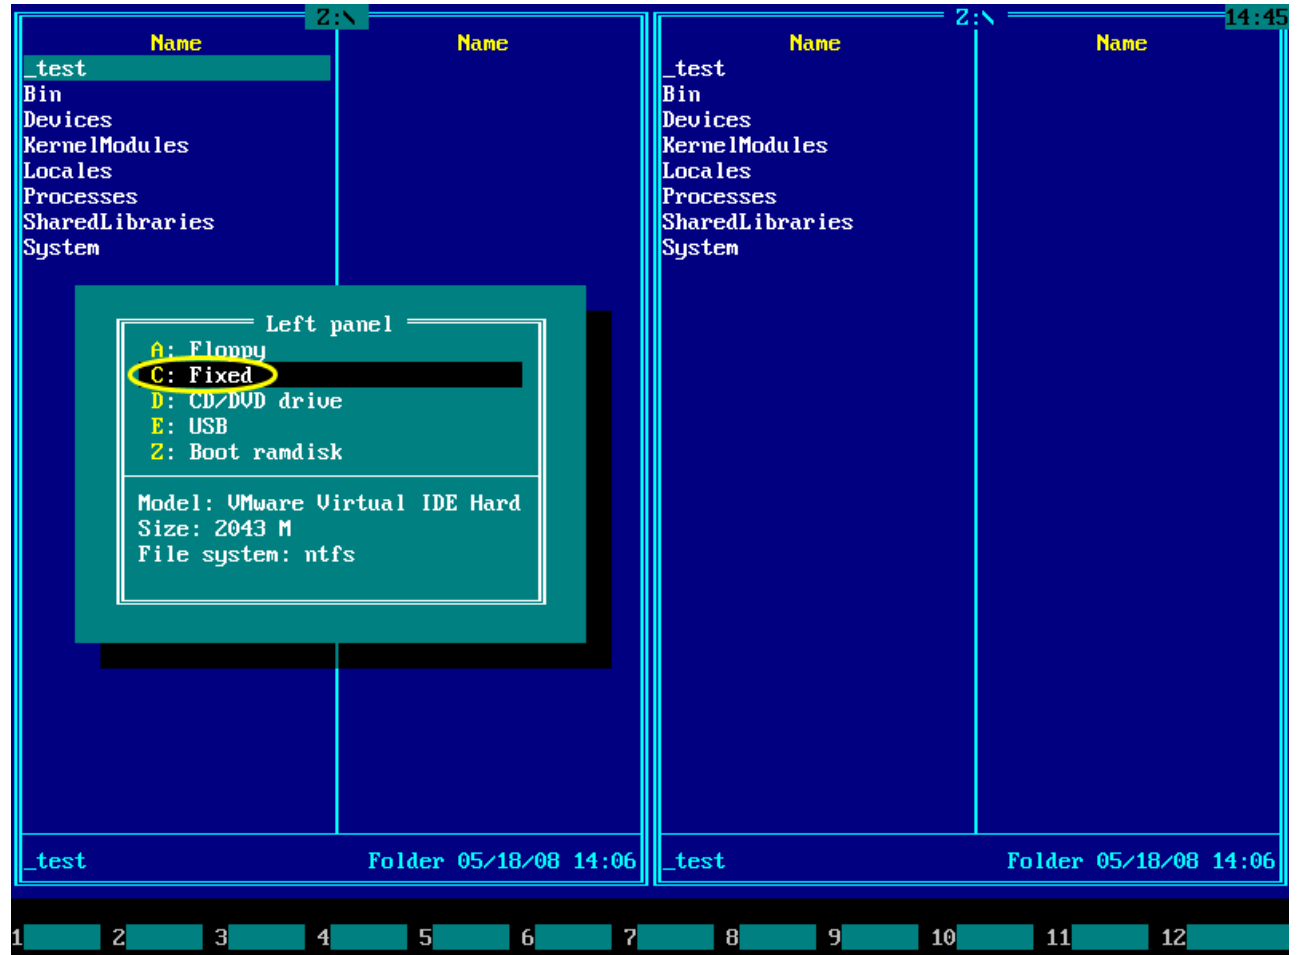 Z:\ Z:\ 14:45
Name Name Name Name
_test _test
Bin Bin
Devices Devices
KernelModules KernelModules
Locales Locales
Processes Processes
SharedLibraries SharedLibraries
System System
Left panel
A: Floppy
C: Fixed
D: CD/DVD drive
E: USB
Z: Boot ramdisk
Model: VMware Virtual IDE Hard
Size: 2043 M
File system: ntfs
_test Folder 05/18/08 14:06 _test Folder 05/18/08 14:06
1 2 3 4 5 6 7 8 9 10 11 12